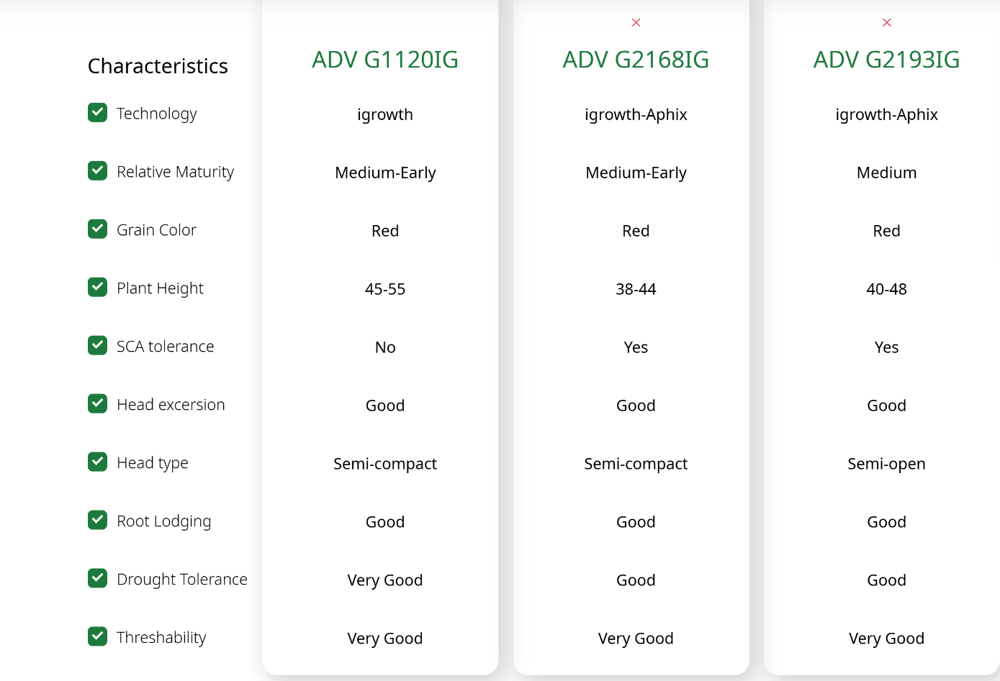 ADV G1120IG ADV G2168IG ADV G2193IG
Characteristics
Technology igrowth igrowth-Aphix igrowth-Aphix
Relative Maturity Medium-Early Medium-Early Medium
Grain Color Red Red Red
Plant Height 45-55 38-44 40-48
SCA tolerance No Yes Yes
Head excersion Good Good Good
Head type Semi-compact Semi-compact Semi-open
Root Lodging Good Good Good
Drought Tolerance Very Good Good Good
Threshability Very Good Very Good Very Good